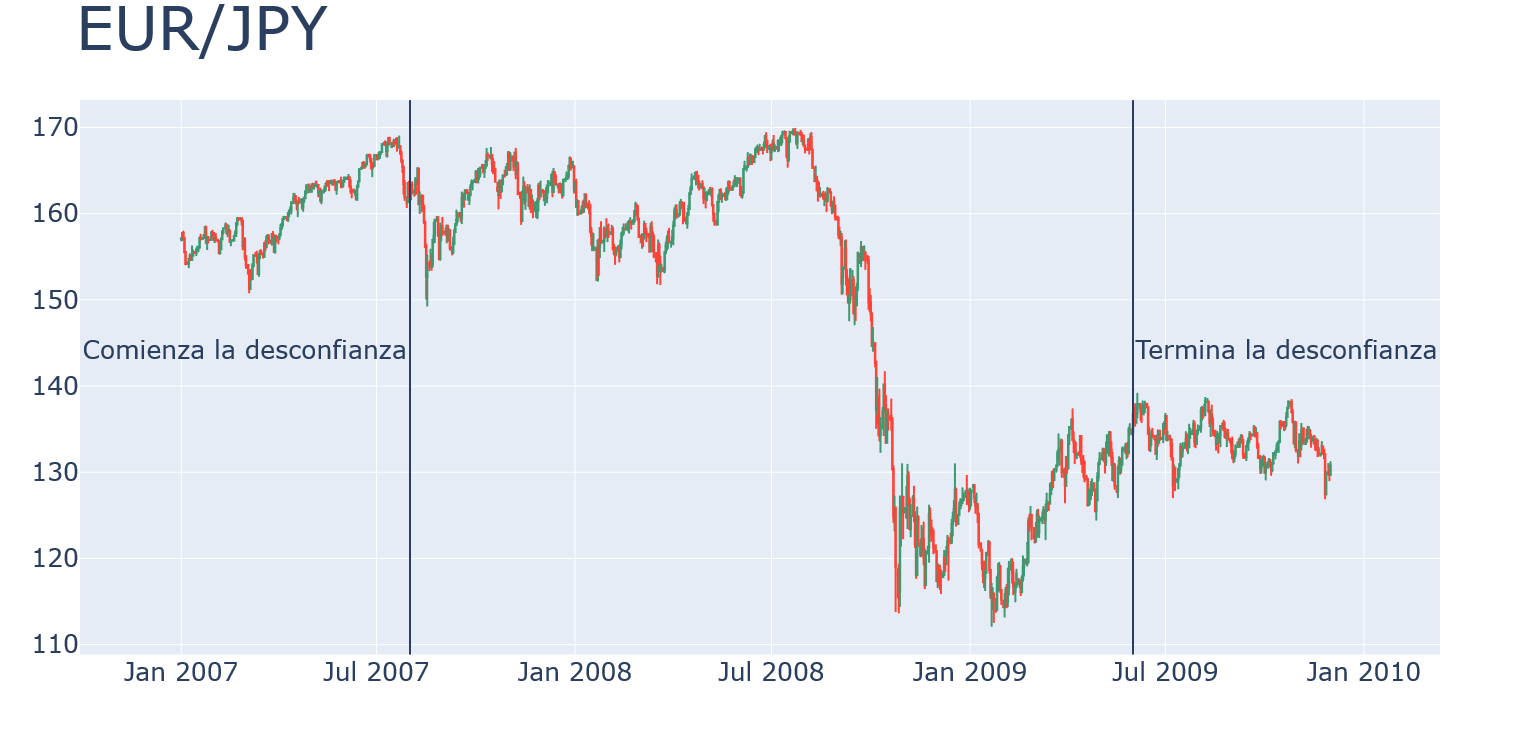 EUR/JPY
170
160
150
Comienza la desconfianza
Termina la desconfianza
140
130
120
110
Jan 2007
Jul 2007
Jan 2008
Jul 2008
Jan 2009
Jul 2009
Jan 2010